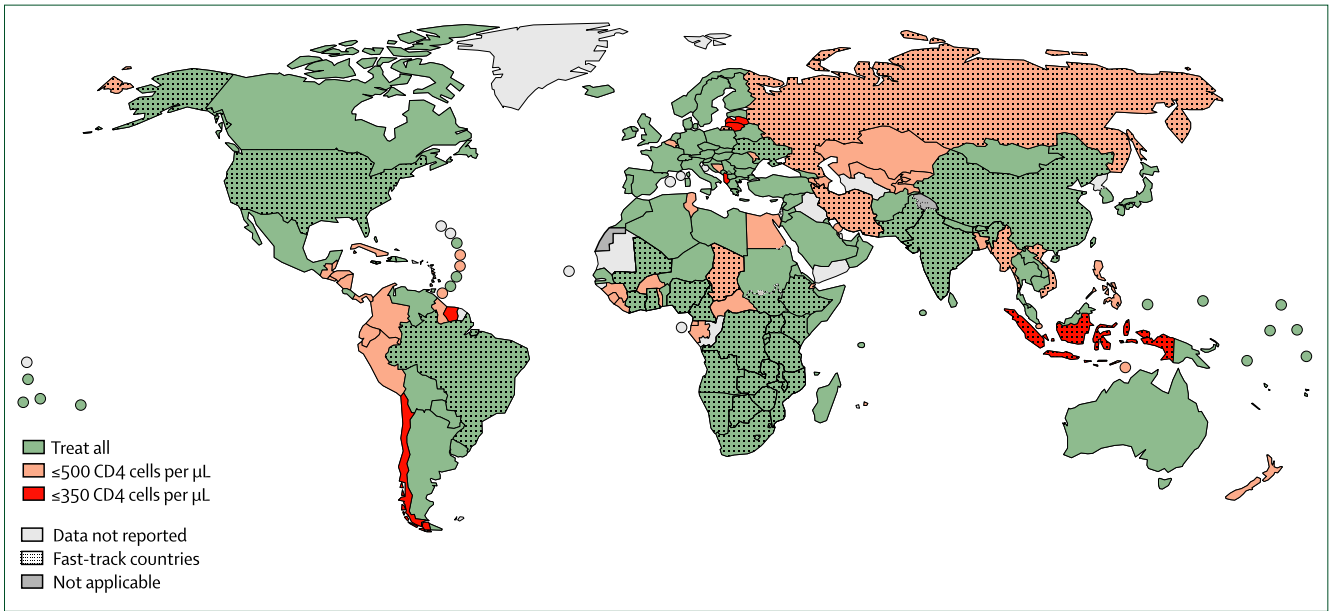 Treat all
≤500 CD4 cells per μL
≤350 CD4 cells per μL
Data not reported
Fast-track countries
Not applicable